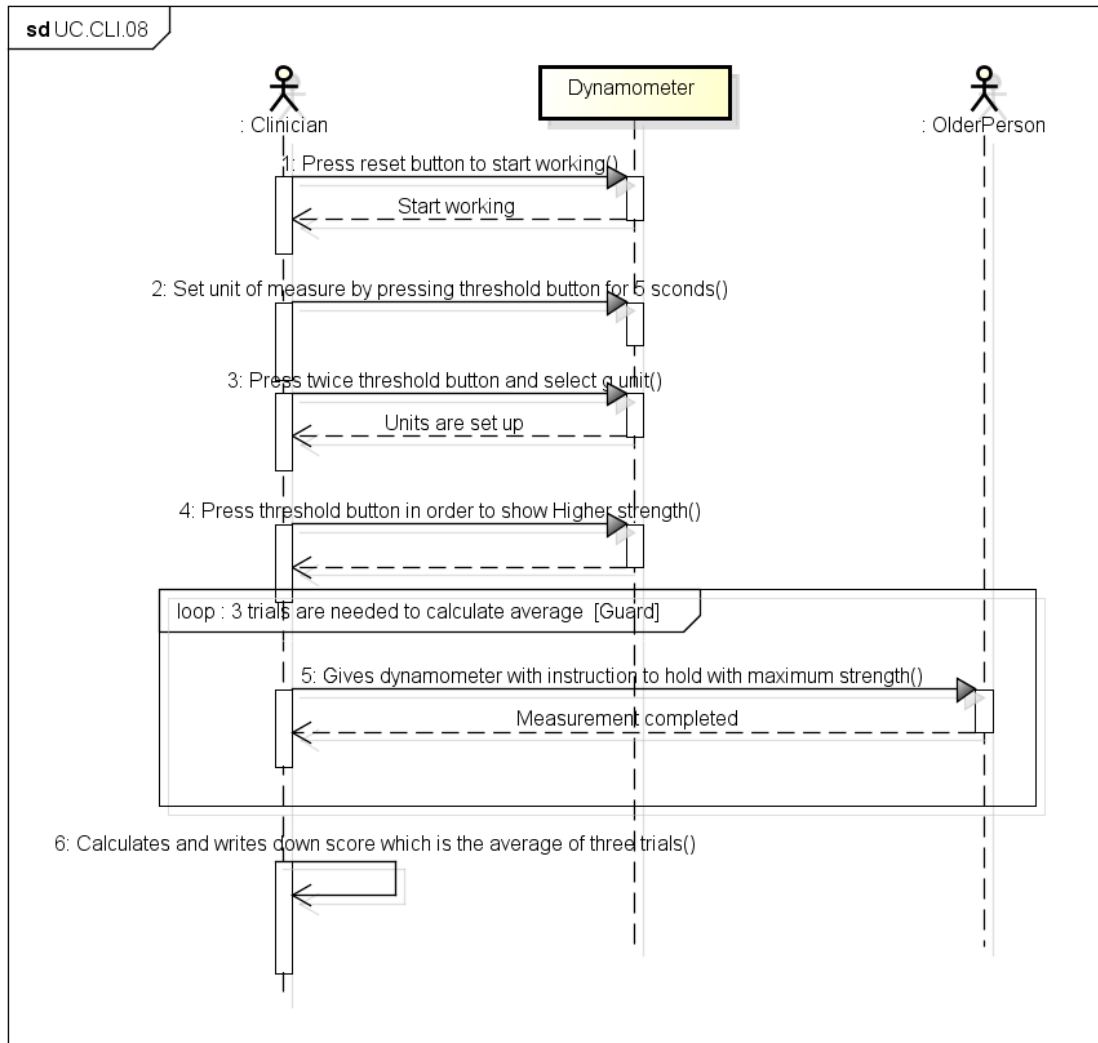 sd UC.CLI.08
: Clinician
Dynamometer
: OlderPerson
1: Press reset button to start working()
Start working
2: Set unit of measure by pressing threshold button for 5 sconds()
3: Press twice threshold button and select g unit()
Units are set up
4: Press threshold button in order to show Higher strength()
loop : 3 trials are needed to calculate average [Guard]
5: Gives dynamometer with instruction to hold with maximum strength()
Measurement completed
6: Calculates and writes down score which is the average of three trials()